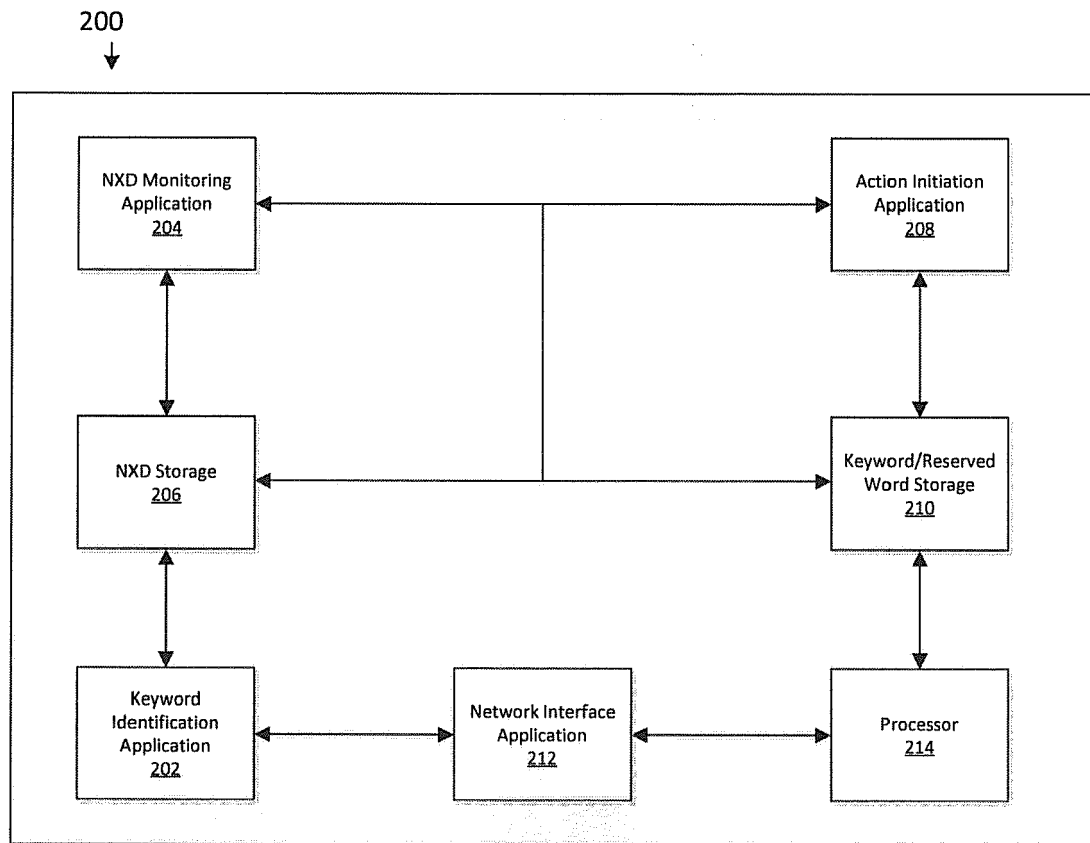 200
NXD Monitoring
Application
204
Action Initiation
Application
208
NXD Storage
206
Keyword/Reserved
Word Storage
210
Keyword
Identification
Application
202
Network Interface
Application
212
Processor
214